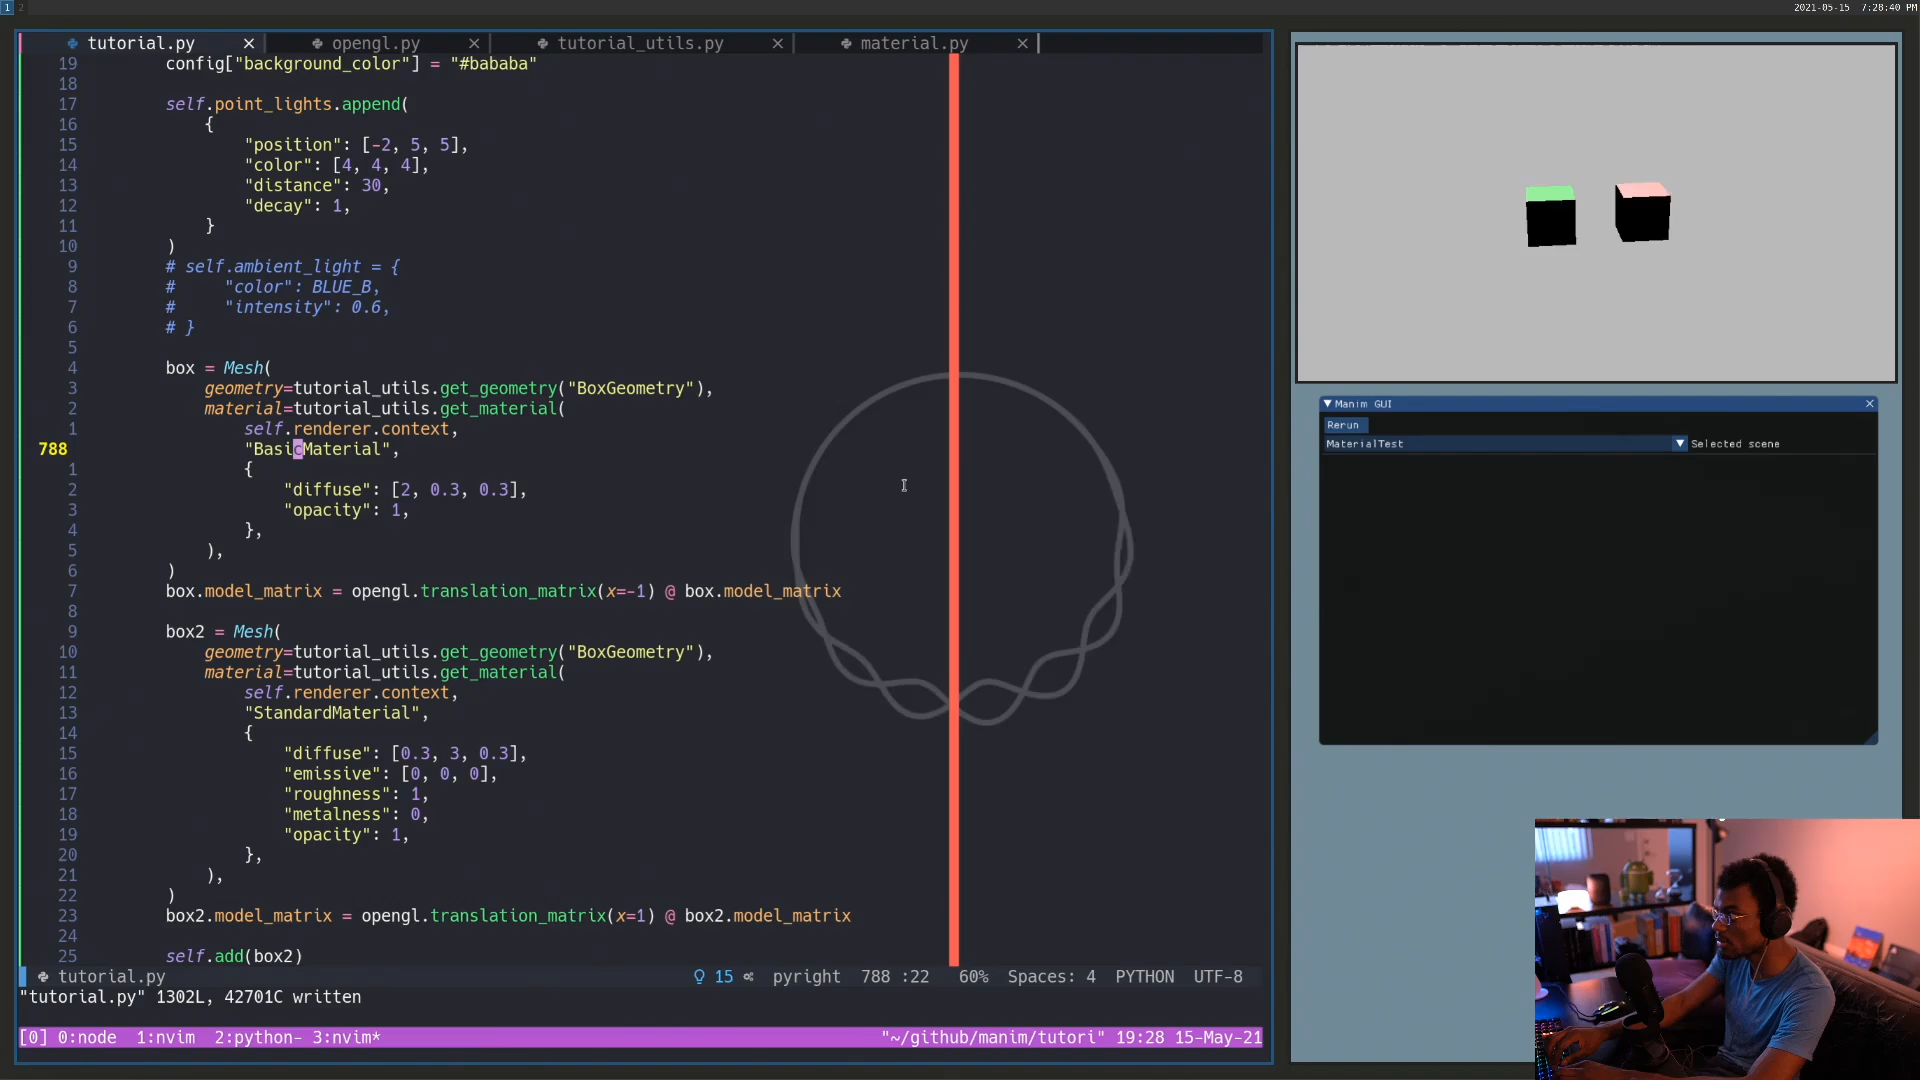 1 2
2021-05-15 7:28:40 PM
tutorial.py × opengl.py × tutorial_utils.py × material.py ×
19 config["background_color"] = "#bababa"
18
17 self.point_lights.append(
16 {
15 "position": [-2, 5, 5],
14 "color": [4, 4, 4],
13 "distance": 30,
12 "decay": 1,
11 }
10 )
9 # self.ambient_light = {
8 #     "color": BLUE_B,
7 #     "intensity": 0.6,
6 # }
5
4 box = Mesh(
3 geometry=tutorial_utils.get_geometry("BoxGeometry"),
2 material=tutorial_utils.get_material(
1 self.renderer.context,
788 "BasicMaterial",
1 {
2 "diffuse": [2, 0.3, 0.3],
3 "opacity": 1,
4 },
5 ),
6 )
7 box.model_matrix = opengl.translation_matrix(x=-1) @ box.model_matrix
8
9 box2 = Mesh(
10 geometry=tutorial_utils.get_geometry("BoxGeometry"),
11 material=tutorial_utils.get_material(
12 self.renderer.context,
13 "StandardMaterial",
14 {
15 "diffuse": [0.3, 3, 0.3],
16 "emissive": [0, 0, 0],
17 "roughness": 1,
18 "metalness": 0,
19 "opacity": 1,
20 },
21 ),
22 )
23 box2.model_matrix = opengl.translation_matrix(x=1) @ box2.model_matrix
24
25 self.add(box2)
tutorial.py 15 pyright 788 :22 60% Spaces: 4 PYTHON UTF-8
"tutorial.py" 1302L, 42701C written
[0] 0:node 1:nvim 2:python- 3:nvim* "~/github/manim/tutori" 19:28 15-May-21
Manim GUI
Rerun
MaterialTest Selected scene